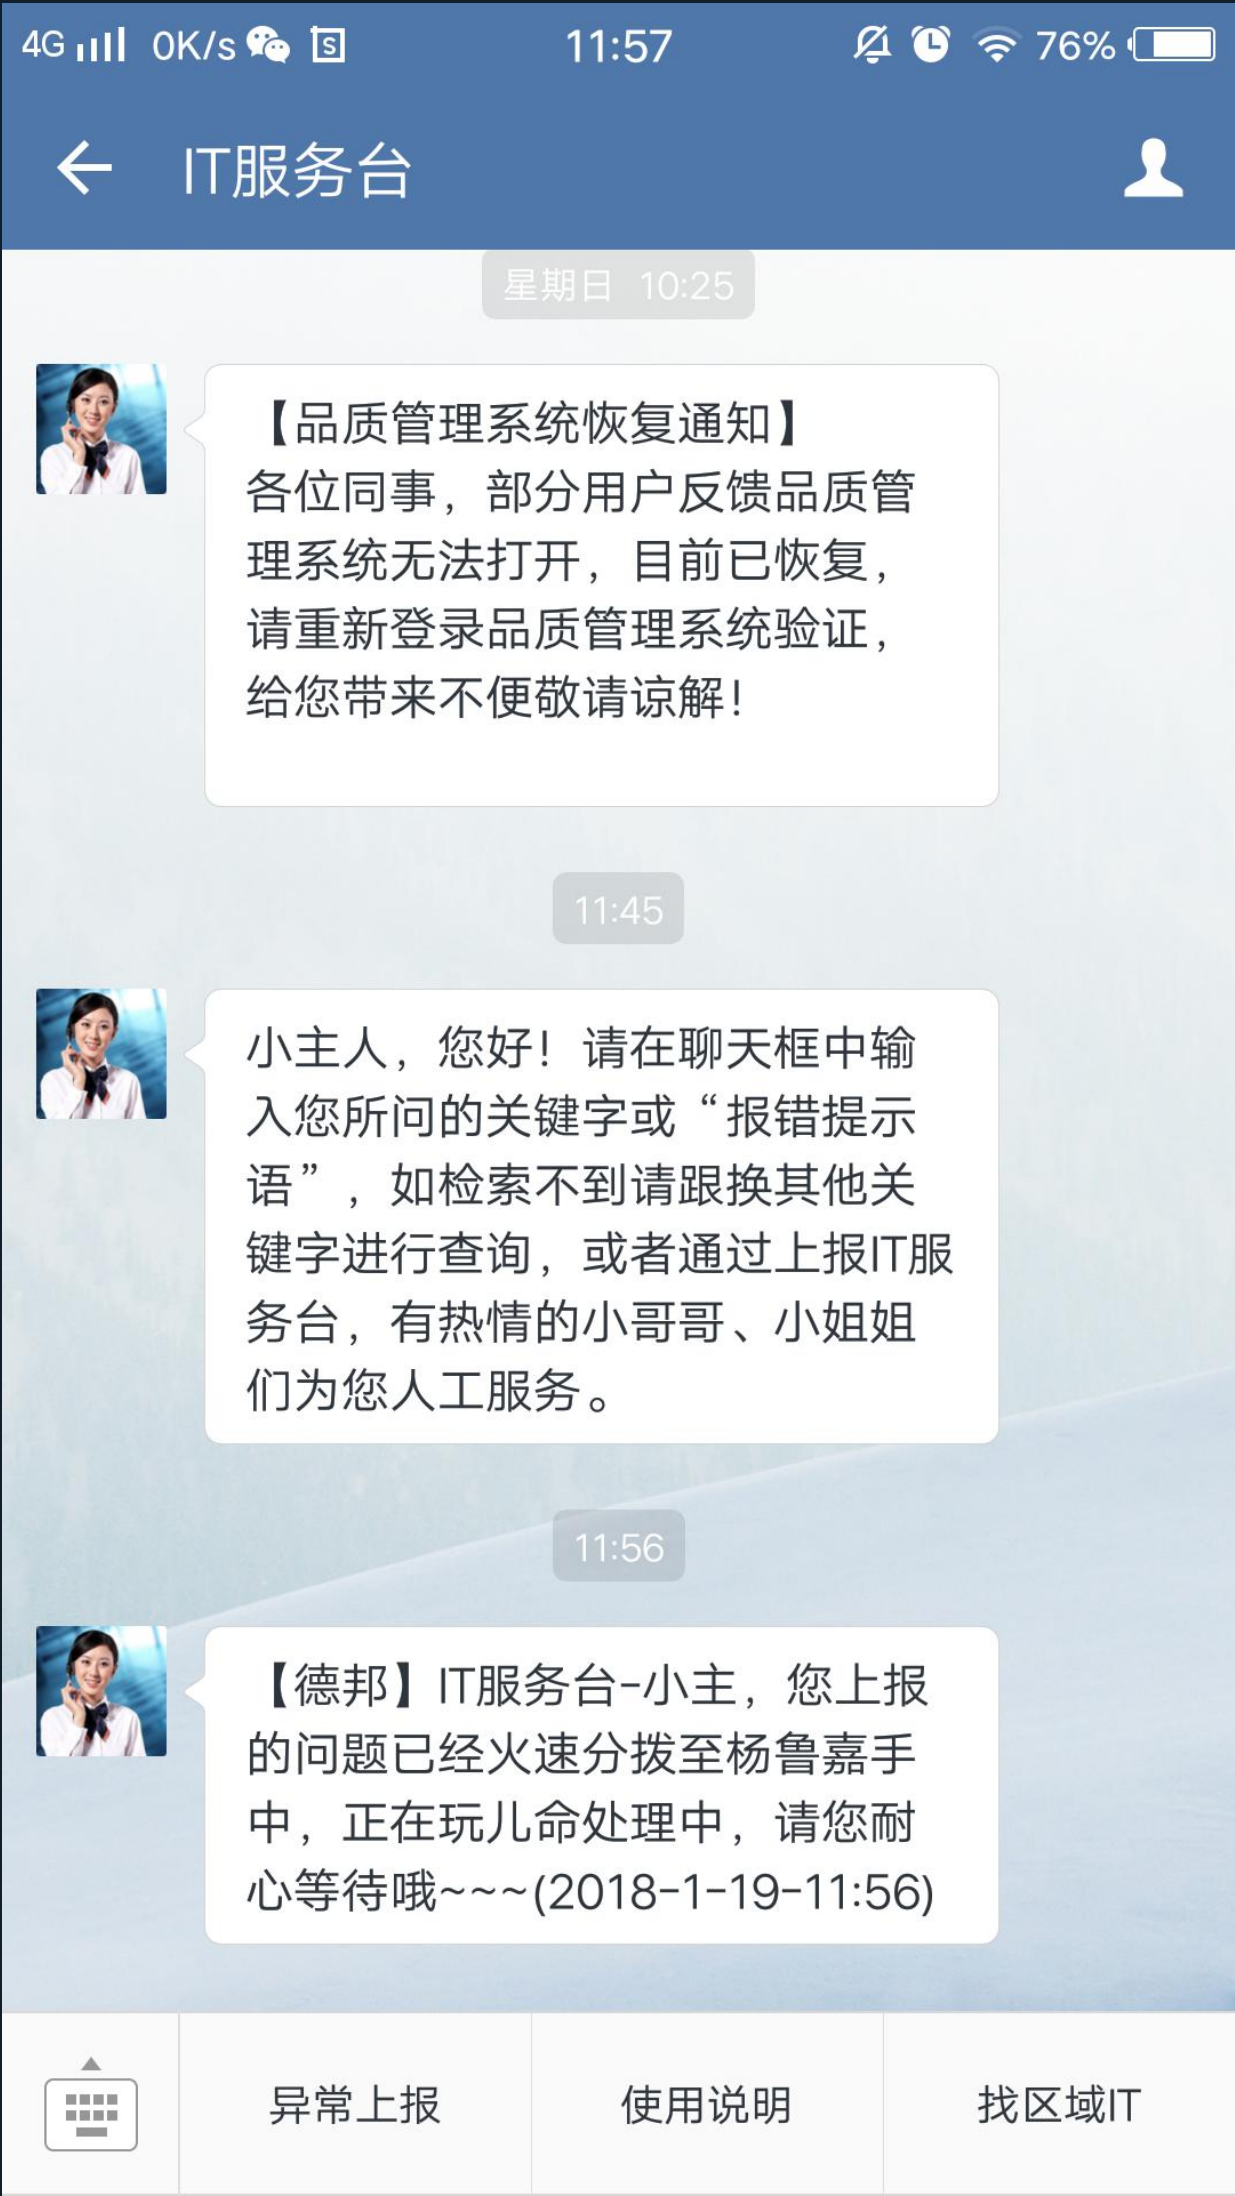 4G 0K/s 11:57 76%
IT服务台
星期日 10:25
【品质管理系统恢复通知】
各位同事，部分用户反馈品质管
理系统无法打开，目前已恢复，
请重新登录品质管理系统验证，
给您带来不便敬请谅解！
11:45
小主人，您好！请在聊天框中输
入您所问的关键字或“报错提示
语”，如检索不到请跟换其他关
键字进行查询，或者通过上报IT服
务台，有热情的小哥哥、小姐姐
们为您人工服务。
11:56
【德邦】IT服务台-小主，您上报
的问题已经火速分拨至杨鲁嘉手
中，正在玩儿命处理中，请您耐
心等待哦~~~(2018-1-19-11:56)
异常上报 使用说明 找区域IT